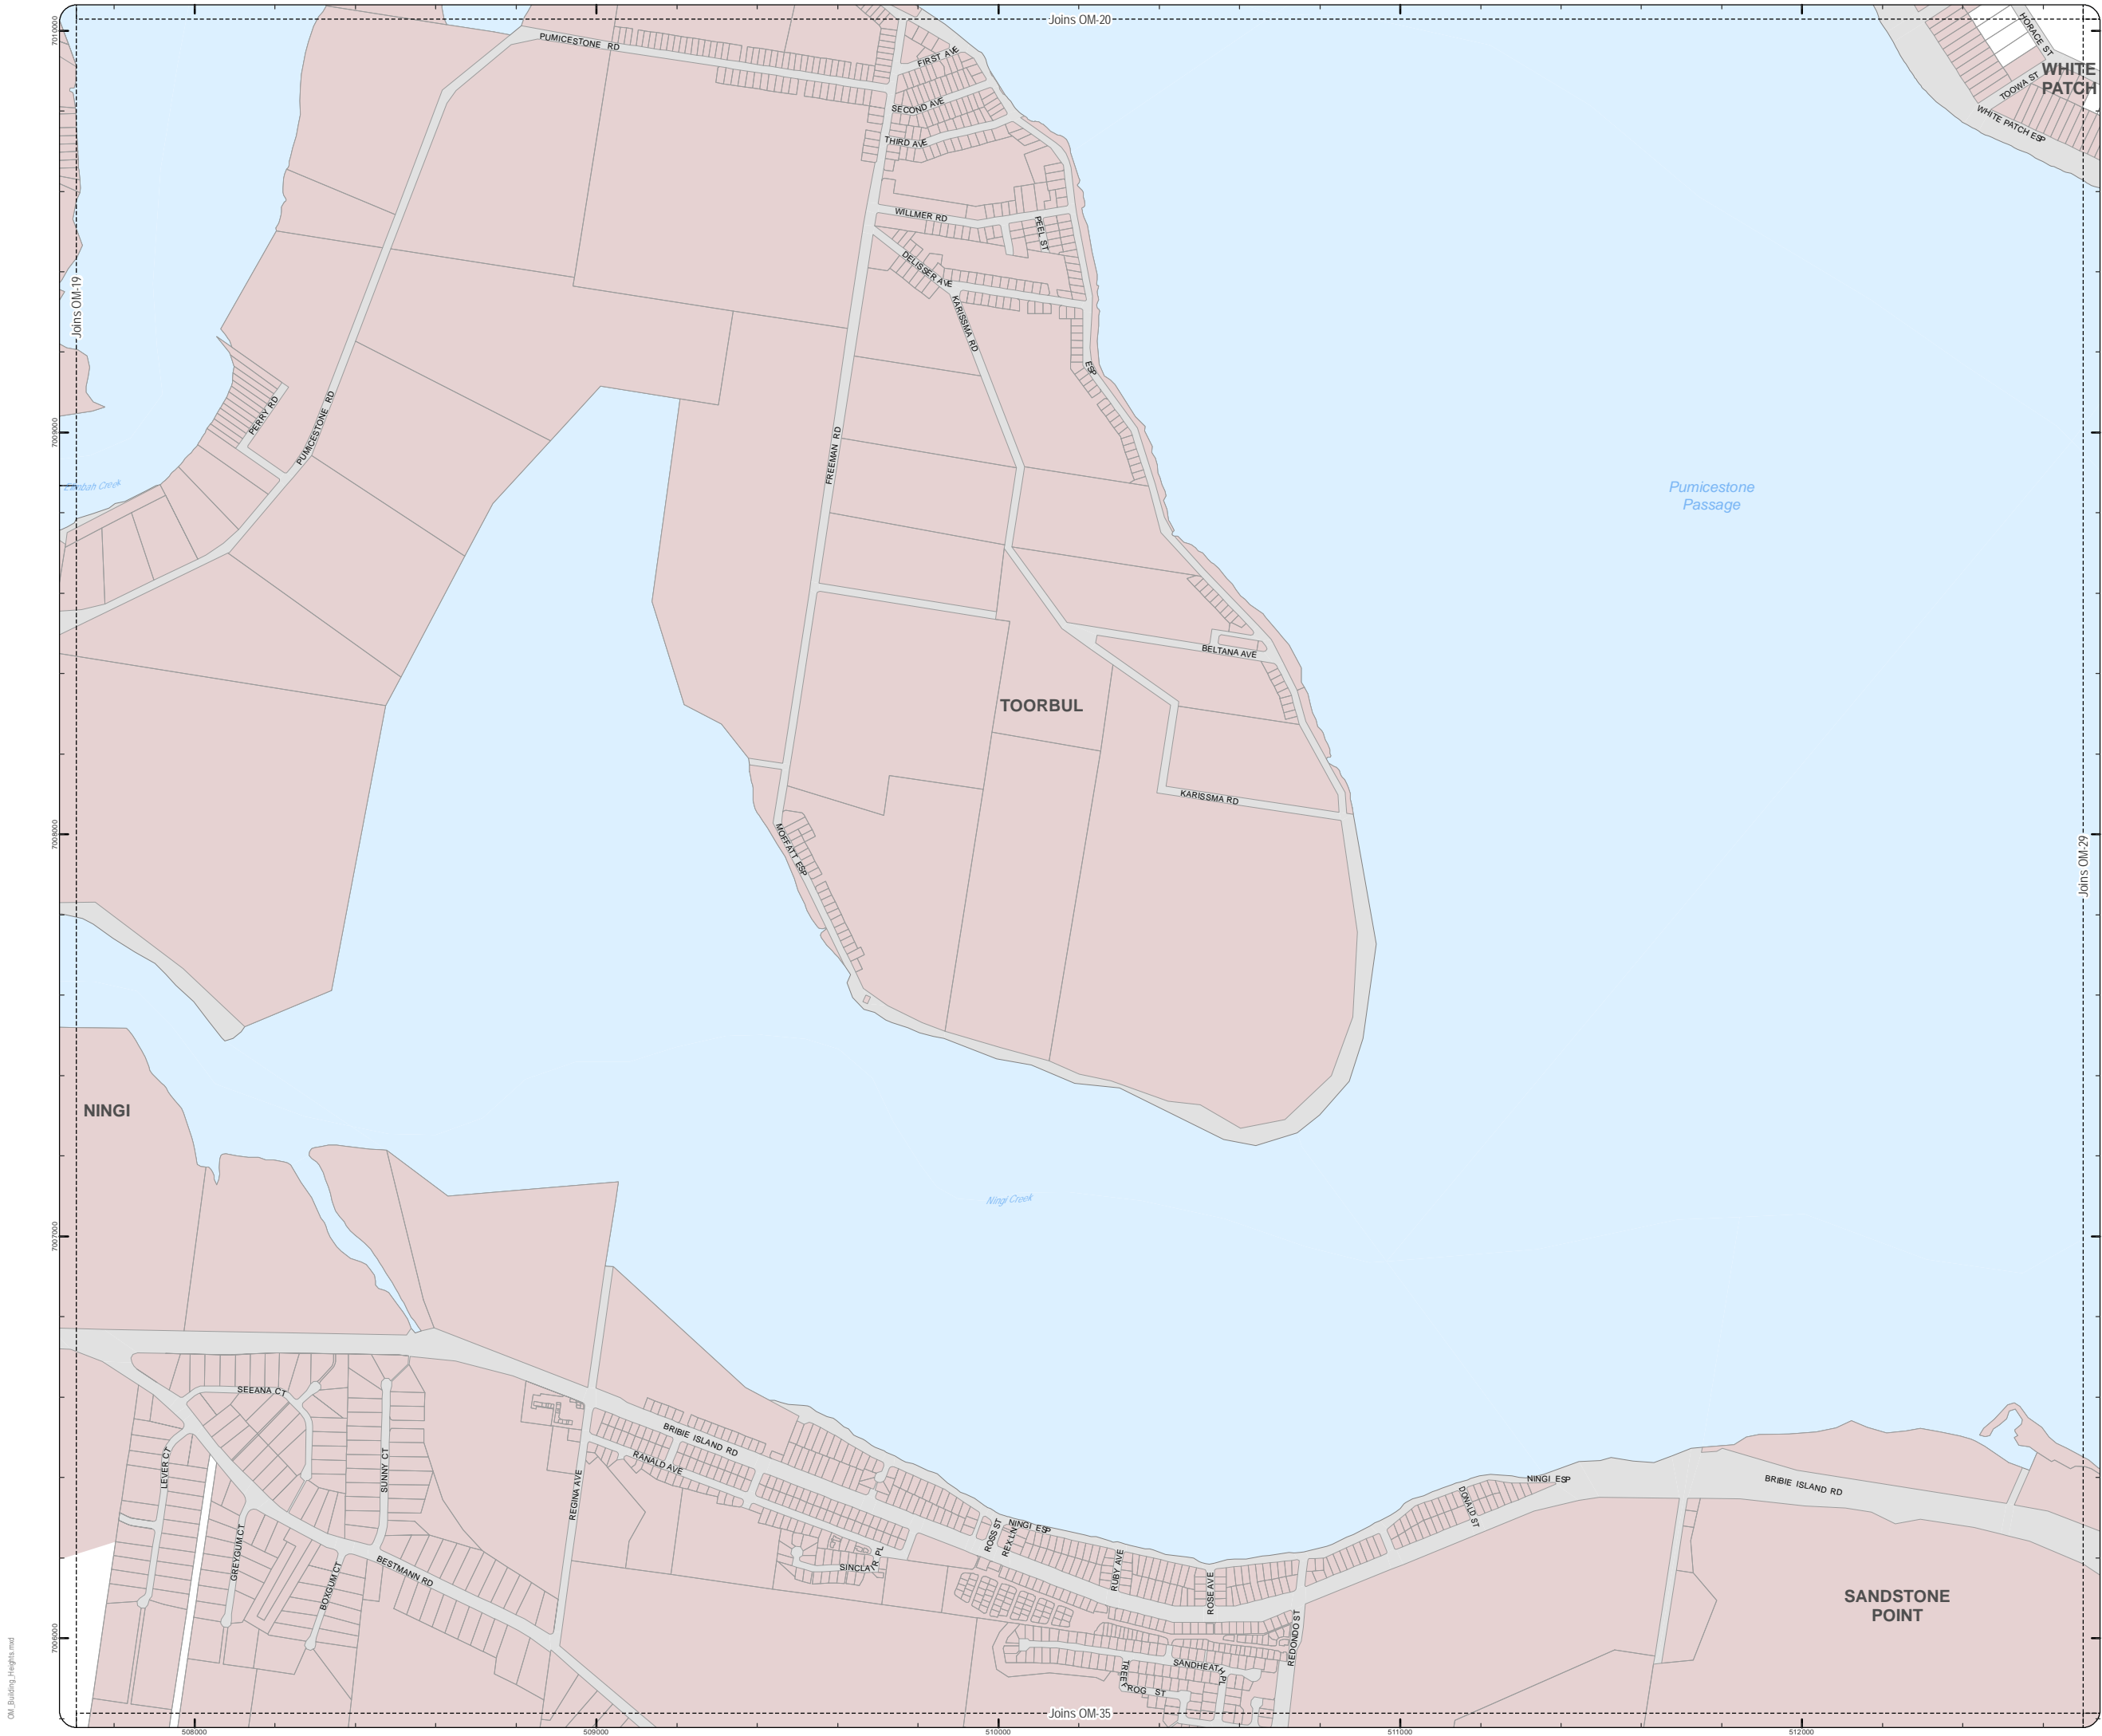 Joins OM-20
7010000
PUMICESTONE RD
FIRST AVE
SECOND AVE
THIRD AVE
HORACE ST
WHITE
PATCH
TOOWA ST
WHITE PATCH ESP
WILLMER RD
PEEL ST
DELISSER AVE
KARISSMA RD
Joins OM-19
ESP
PERRY RD
PUMICESTONE RD
7009000
FREEMAN RD
Pumicestone
Passage
BELTANA AVE
TOORBUL
KARISSMA RD
7008000
MOFFATT ESP
Joins OM-29
NINGI
Ningi Creek
7007000
SEEANA CT
LEVER CT
SUNNY CT
BRIBIE ISLAND RD
RANALD AVE
REGINA AVE
NINGI ESP
DONALD ST
BRIBIE ISLAND RD
GREYGUM CT
BOXGUM CT
BESTMANN RD
SINCLAIR PL
ROSS ST
REX LN
NINGI ESP
RUBY AVE
ROSE AVE
REDONDO ST
SANDSTONE
POINT
7006000
SANDHEATH PL
TREE FROG ST
OM_Building_Heights.mxd
Joins OM-35
508000
509000
510000
511000
512000